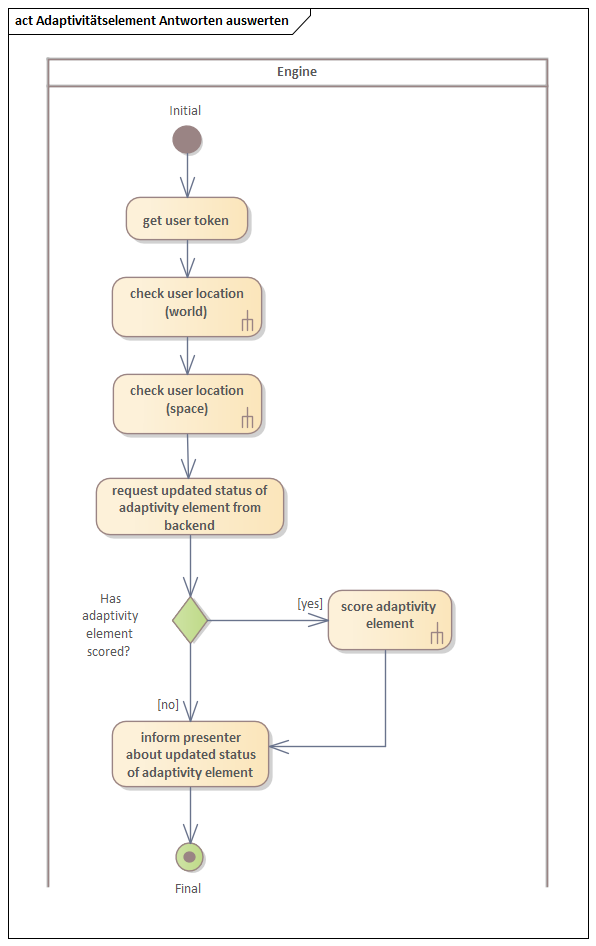 act Adaptivitätselement Antworten auswerten
Engine
Initial
get user token
check user location
(world)
check user location
(space)
request updated status of
adaptivity element from
backend
Has
adaptivity
element
scored?
[yes]
score adaptivity
element
[no]
inform presenter
about updated status
of adaptivity element
Final